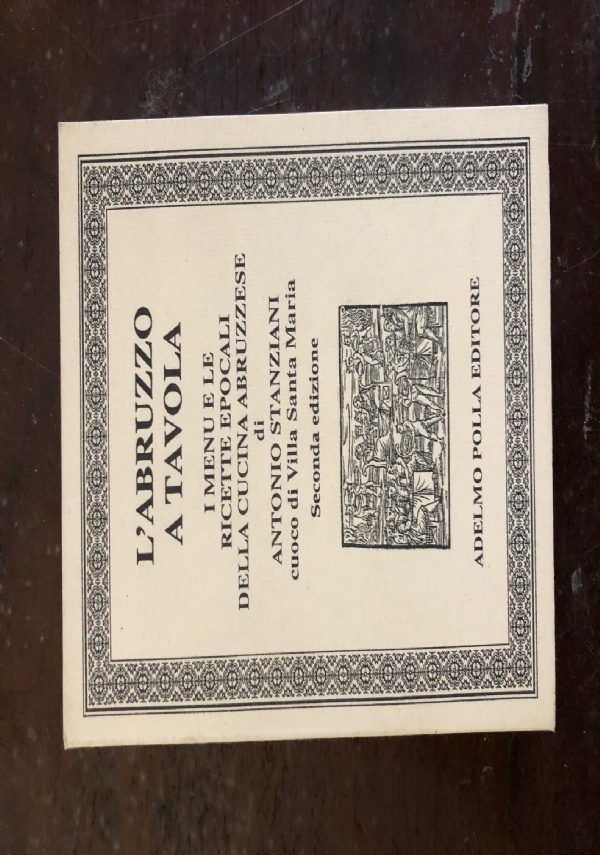 L'ABRUZZO
A TAVOLA
I MENU E LE
RICETTE EPOCALI
DELLA CUCINA ABRUZZESE
di
ANTONIO STANZIANI
cuoco di Villa Santa Maria
Seconda edizione
ADELMO POLLA EDITORE